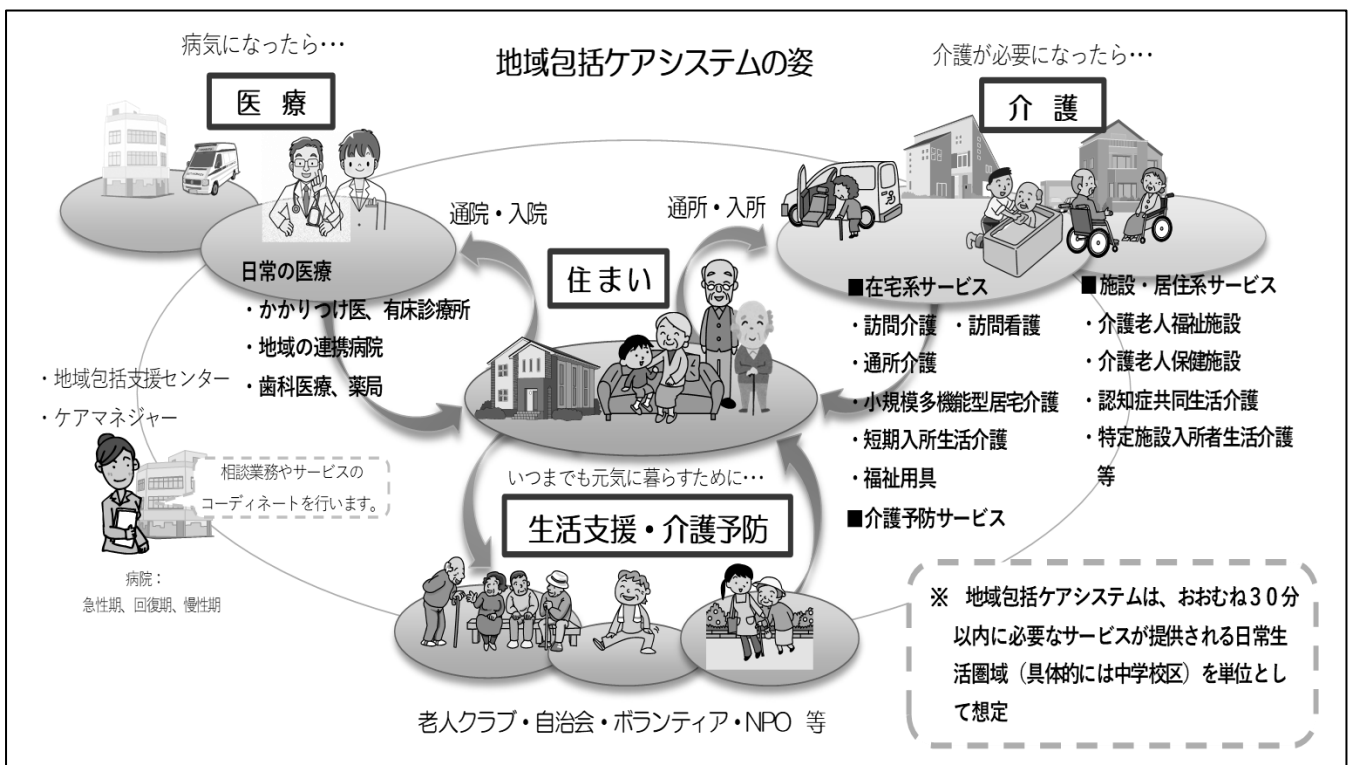 地域包括ケアシステムの姿
病気になったら･･･
医 療
通院・入院
日常の医療
・かかりつけ医、有床診療所
・地域の連携病院
・歯科医療、薬局
介護が必要になったら･･･
介 護
通所・入所
■在宅系サービス
・訪問介護 ・訪問看護
・通所介護
・小規模多機能型居宅介護
・短期入所生活介護
・福祉用具
■介護予防サービス
■施設・居住系サービス
・介護老人福祉施設
・介護老人保健施設
・認知症共同生活介護
・特定施設入所者生活介護
等
住まい
・地域包括支援センター
・ケアマネジャー
相談業務やサービスの
コーディネートを行います。
病院：
急性期、回復期、慢性期
いつまでも元気に暮らすために･･･
生活支援・介護予防
老人クラブ・自治会・ボランティア・NPO 等
※ 地域包括ケアシステムは、おおむね３０分
以内に必要なサービスが提供される日常生
活圏域（具体的には中学校区）を単位とし
て想定